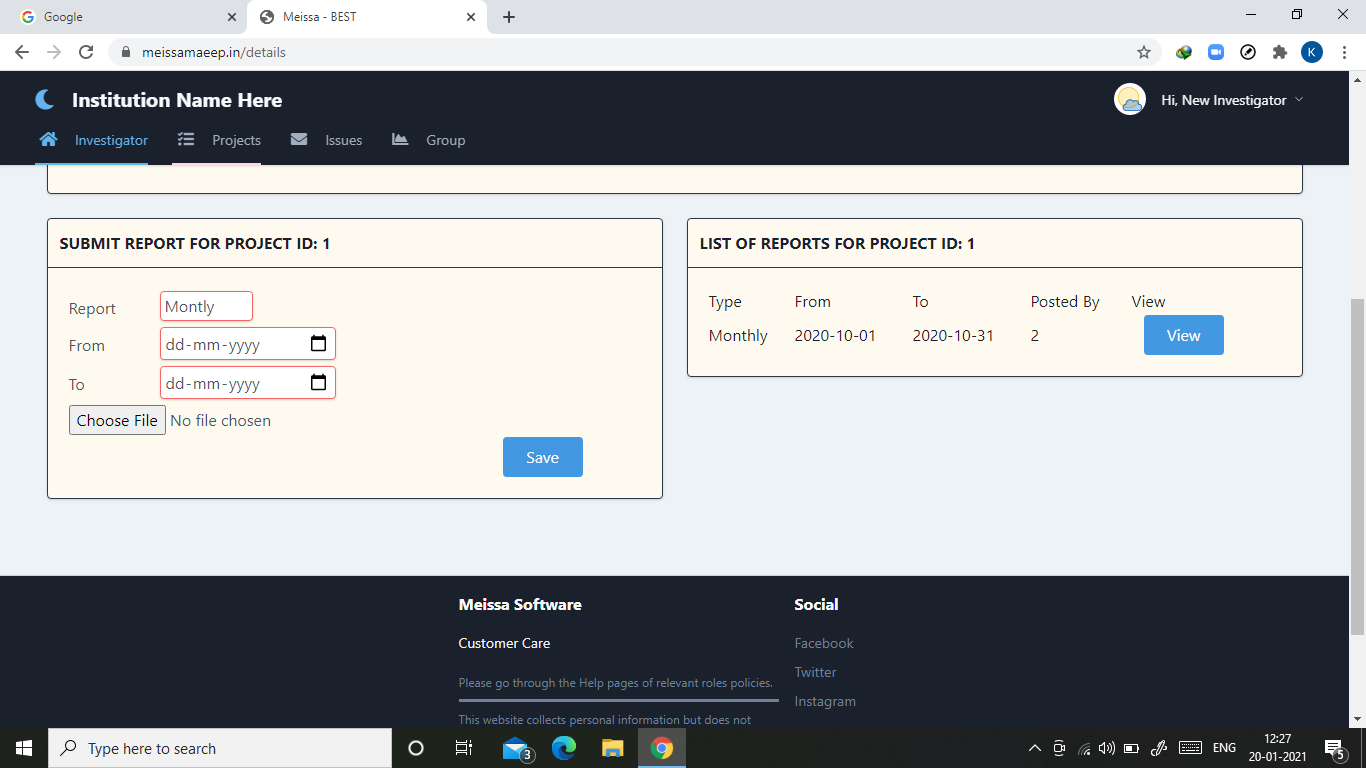 Google
Meissa - BEST
meissamaeep.in/details
K
Institution Name Here
Hi, New Investigator
Investigator Projects Issues Group
SUBMIT REPORT FOR PROJECT ID: 1
Report Montly
From dd-mm-yyyy
To dd-mm-yyyy
Choose File No file chosen
Save
LIST OF REPORTS FOR PROJECT ID: 1
Type From To Posted By View
Monthly 2020-10-01 2020-10-31 2 View
Meissa Software
Customer Care
Please go through the Help pages of relevant roles policies.
This website collects personal information but does not
Social
Facebook
Twitter
Instagram
Type here to search
3
ENG
12:27
20-01-2021
5